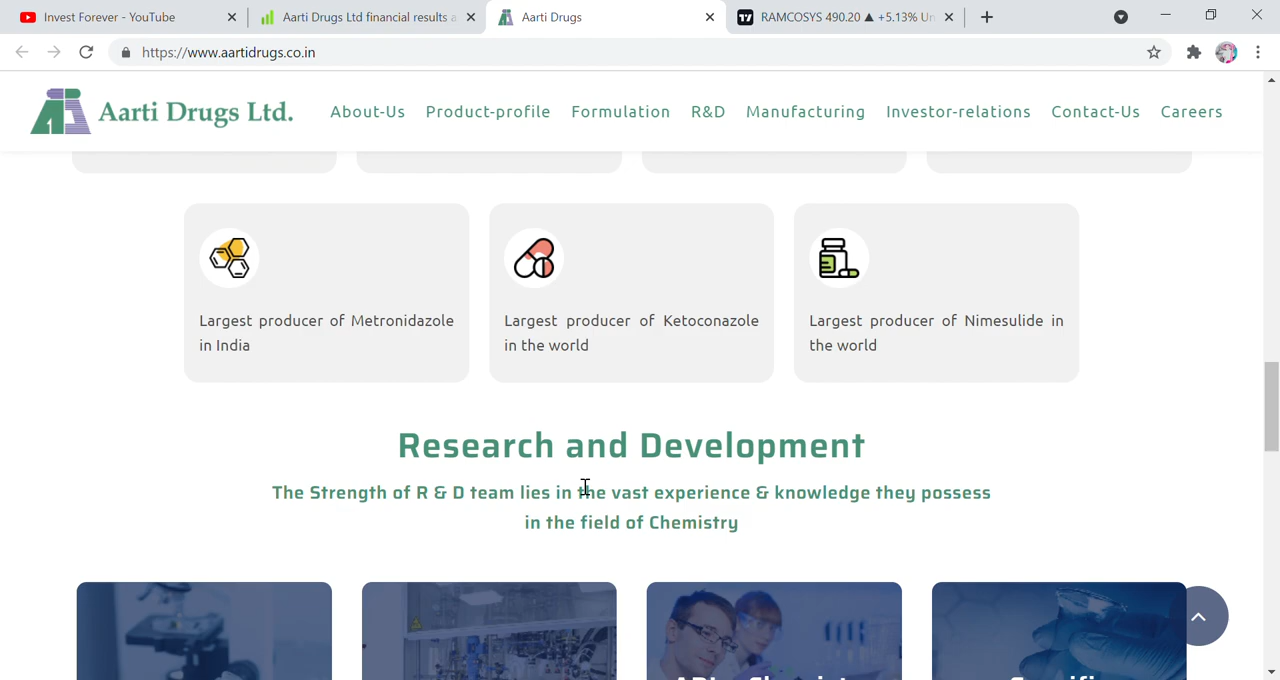 Invest Forever - YouTube
Aarti Drugs Ltd financial results a
Aarti Drugs
RAMCOSYS 490.20 ▲ +5.13% Un
https://www.aartidrugs.co.in
Aarti Drugs Ltd.
About-Us
Product-profile
Formulation
R&D
Manufacturing
Investor-relations
Contact-Us
Careers
Largest producer of Metronidazole
in India
Largest producer of Ketoconazole
in the world
Largest producer of Nimesulide in
the world
Research and Development
The Strength of R & D team lies in the vast experience & knowledge they possess
in the field of Chemistry